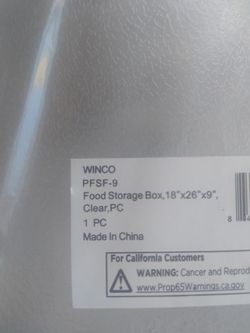 WINCO
PFSF-9
Food Storage Box,18"x26"x9",
Clear,PC
1 PC
Made In China
8
For California Customers
WARNING: Cancer and Reprod
www.Prop65Warnings.ca.gov